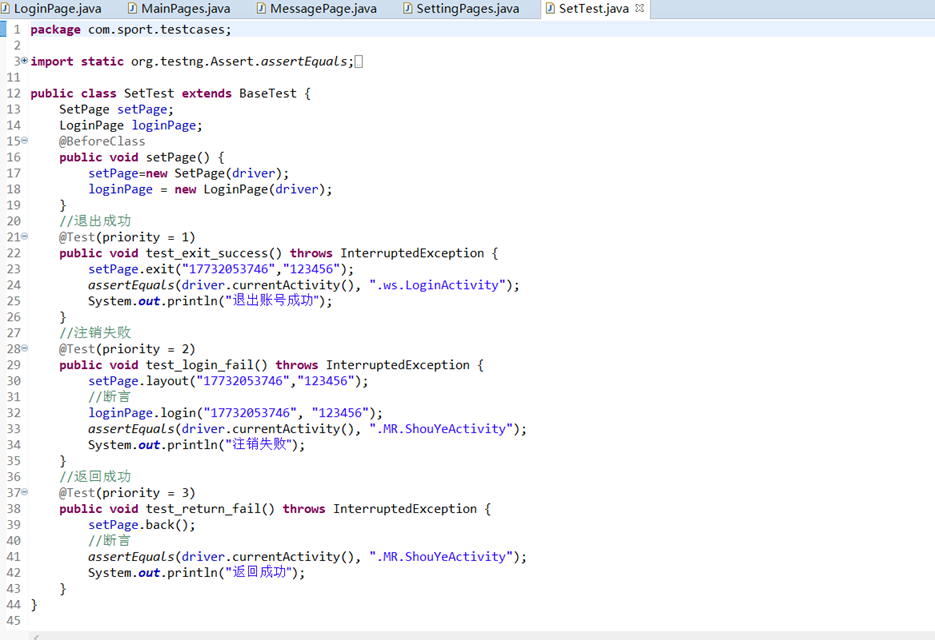 LoginPage.java MainPages.java MessagePage.java SettingPages.java SetTest.java
1 package com.sport.testcases;
2
3 import static org.testng.Assert.assertEquals;
11
12 public class SetTest extends BaseTest {
13 SetPage setPage;
14 LoginPage loginPage;
15 @BeforeClass
16 public void setPage() {
17 setPage=new SetPage(driver);
18 loginPage = new LoginPage(driver);
19 }
20 //退出成功
21 @Test(priority = 1)
22 public void test_exit_success() throws InterruptedException {
23 setPage.exit("17732053746","123456");
24 assertEquals(driver.currentActivity(), ".ws.LoginActivity");
25 System.out.println("退出账号成功");
26 }
27 //注销失败
28 @Test(priority = 2)
29 public void test_login_fail() throws InterruptedException {
30 setPage.layout("17732053746","123456");
31 //断言
32 loginPage.login("17732053746", "123456");
33 assertEquals(driver.currentActivity(), ".MR.ShouYeActivity");
34 System.out.println("注销失败");
35 }
36 //返回成功
37 @Test(priority = 3)
38 public void test_return_fail() throws InterruptedException {
39 setPage.back();
40 //断言
41 assertEquals(driver.currentActivity(), ".MR.ShouYeActivity");
42 System.out.println("返回成功");
43 }
44 }
45